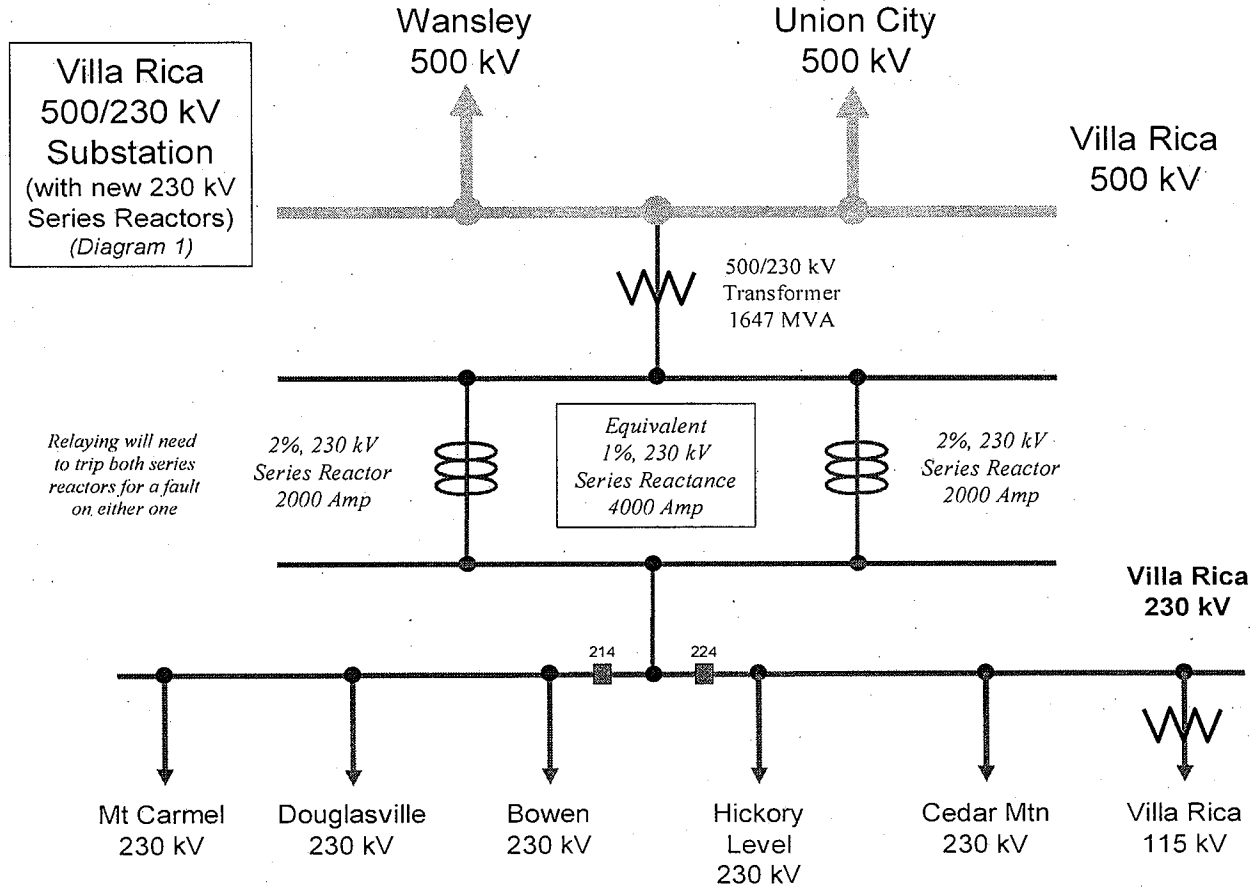 Villa Rica
500/230 kV
Substation
(with new 230 kV
Series Reactors)
(Diagram 1)
Wansley
500 kV
Union City
500 kV
Villa Rica
500 kV
500/230 kV
Transformer
1647 MVA
Relaying will need
to trip both series
reactors for a fault
on either one
2%, 230 kV
Series Reactor
2000 Amp
Equivalent
1%, 230 kV
Series Reactance
4000 Amp
2%, 230 kV
Series Reactor
2000 Amp
Villa Rica
230 kV
214
224
Mt Carmel
230 kV
Douglasville
230 kV
Bowen
230 kV
Hickory
Level
230 kV
Cedar Mtn
230 kV
Villa Rica
115 kV